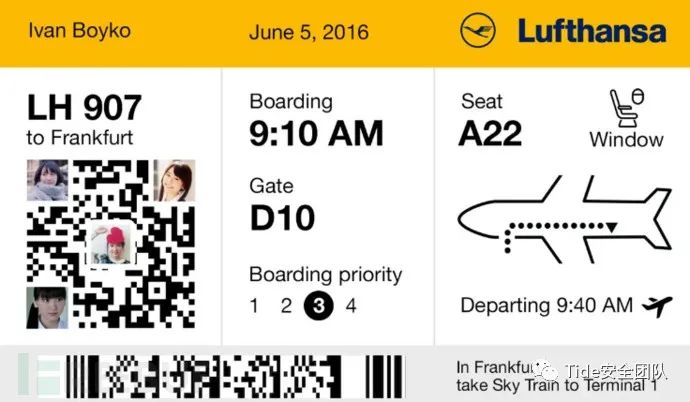 Ivan Boyko
June 5, 2016
Lufthansa
LH 907
to Frankfurt
Boarding
9:10 AM
Gate
D10
Boarding priority
1 2 3 4
Seat
A22
Window
Departing 9:40 AM
In Frankfurt
take Sky Train to Terminal 1
Tide安全团队